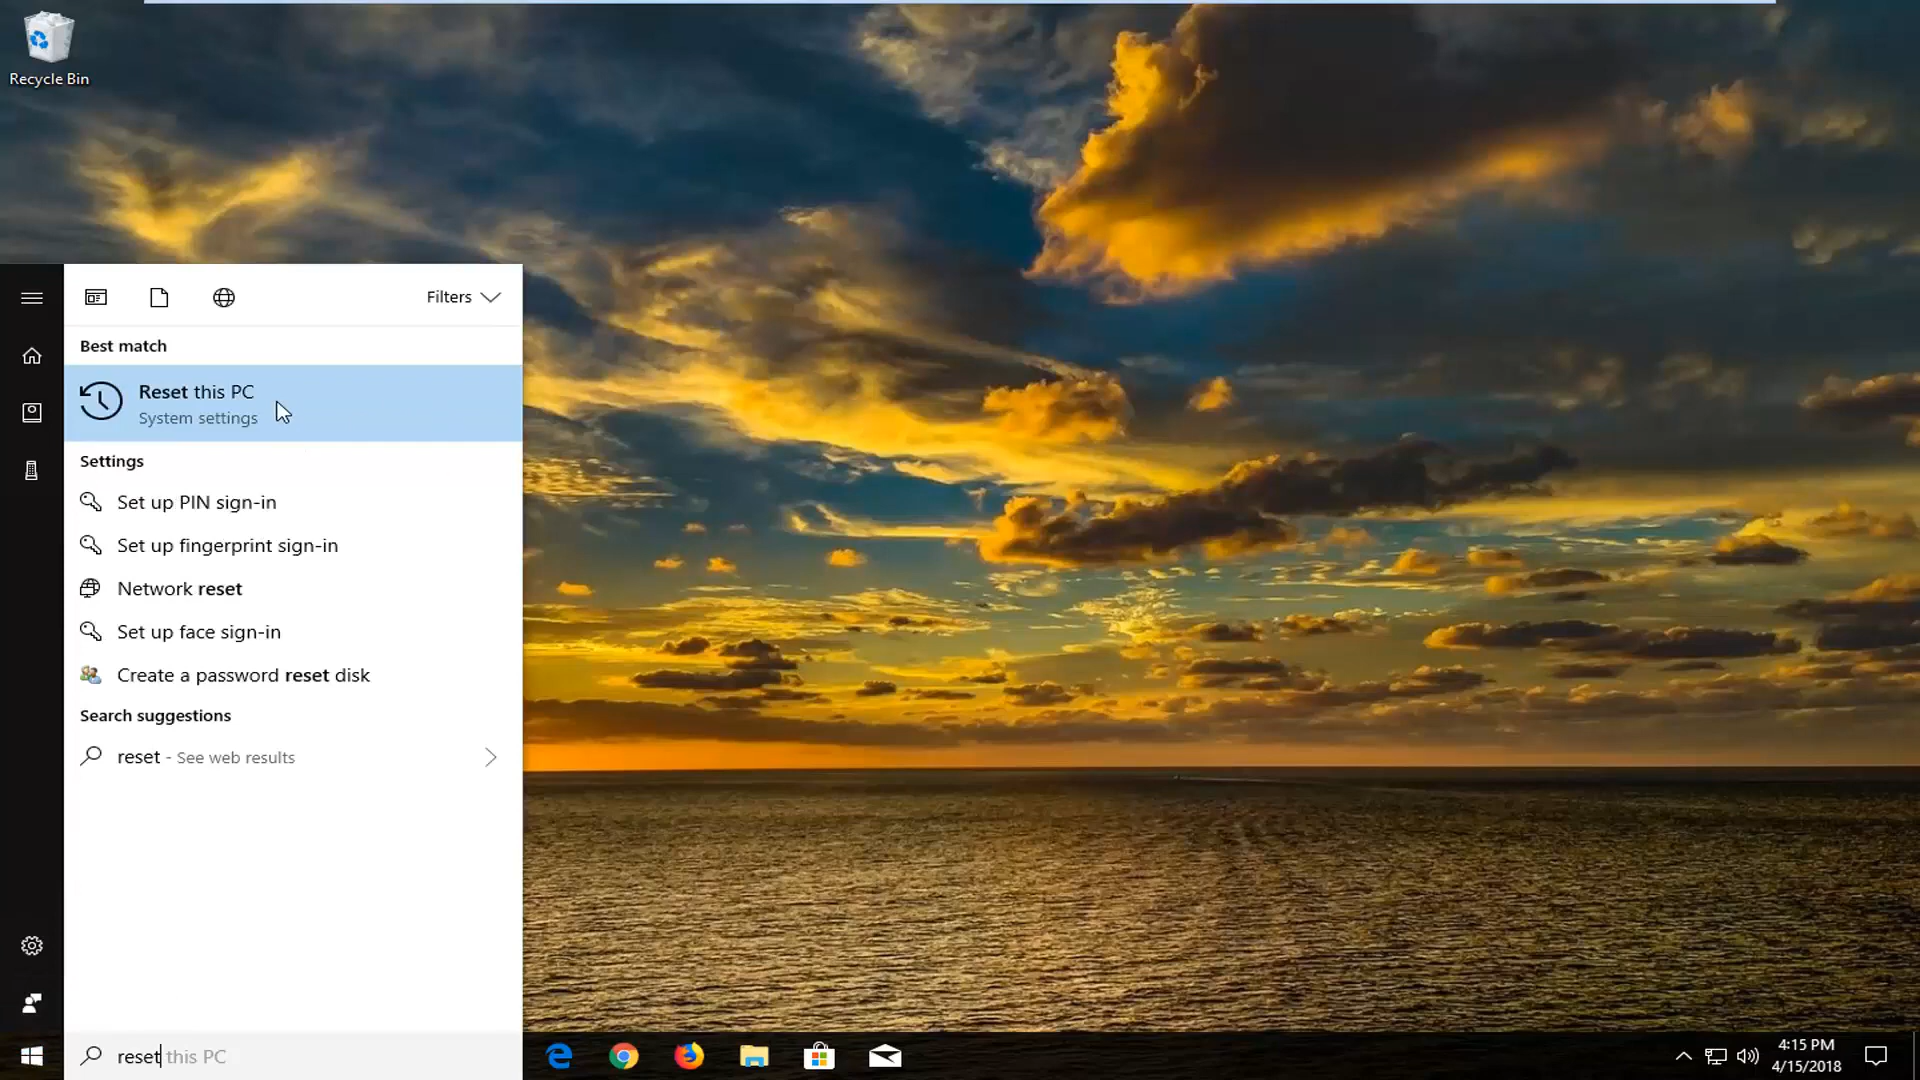 Recycle Bin
Filters
Best match
Reset this PC
System settings
Settings
Set up PIN sign-in
Set up fingerprint sign-in
Network reset
Set up face sign-in
Create a password reset disk
Search suggestions
reset - See web results
reset this PC
4:15 PM
4/15/2018